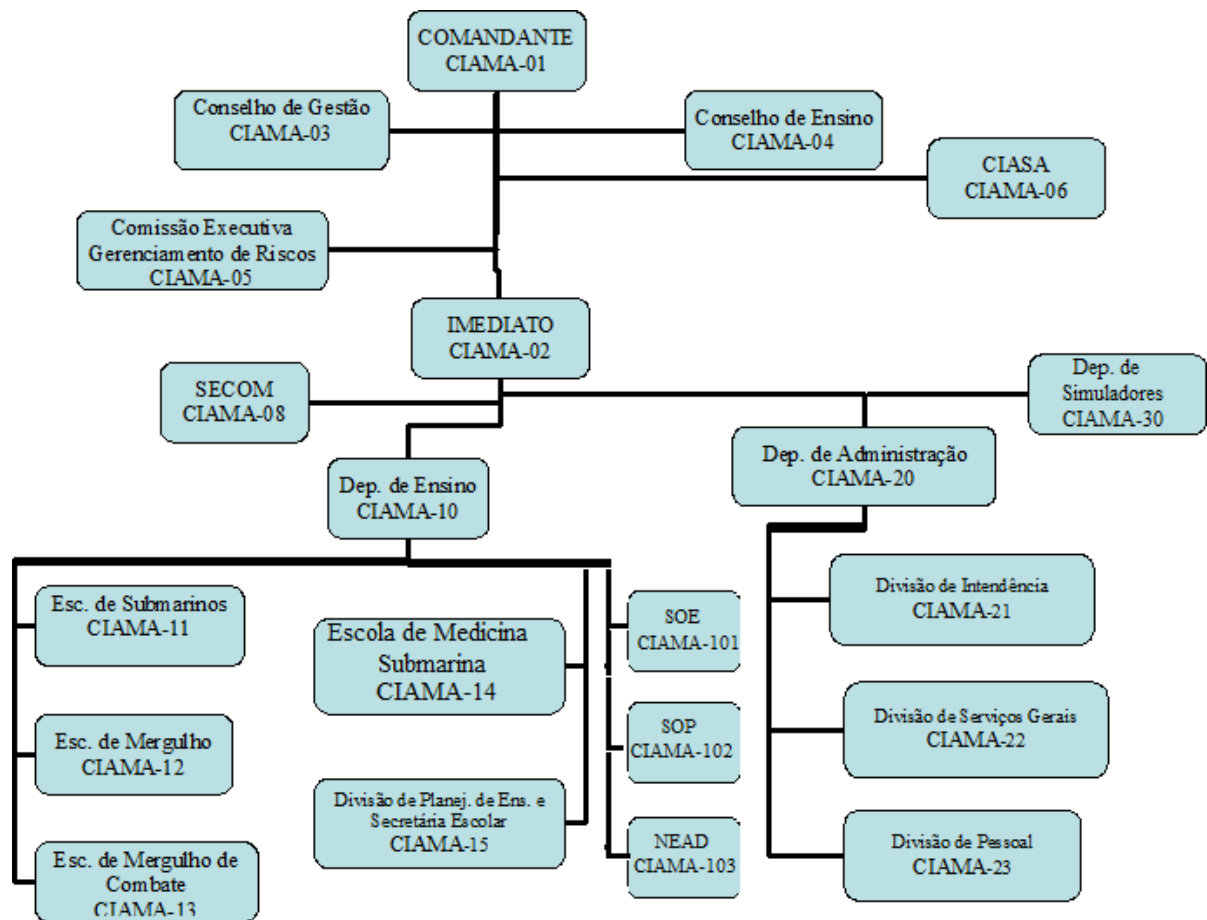 COMANDANTE
CIAMA-01
Conselho de Gestão
CIAMA-03
Conselho de Ensino
CIAMA-04
CIASA
CIAMA-06
Comissão Executiva
Gerenciamento de Riscos
CIAMA-05
IMEDIATO
CIAMA-02
SECOM
CIAMA-08
Dep. de
Simuladores
CIAMA-30
Dep. de Ensino
CIAMA-10
Dep. de Administração
CIAMA-20
Esc. de Submarinos
CIAMA-11
Esc. de Mergulho
CIAMA-12
Esc. de Mergulho de
Combate
CIAMA-13
Escola de Medicina
Submarina
CIAMA-14
Divisão de Planej. de Ens. e
Secretária Escolar
CIAMA-15
SOE
CIAMA-101
SOP
CIAMA-102
NEAD
CIAMA-103
Divisão de Intendência
CIAMA-21
Divisão de Serviços Gerais
CIAMA-22
Divisão de Pessoal
CIAMA-23